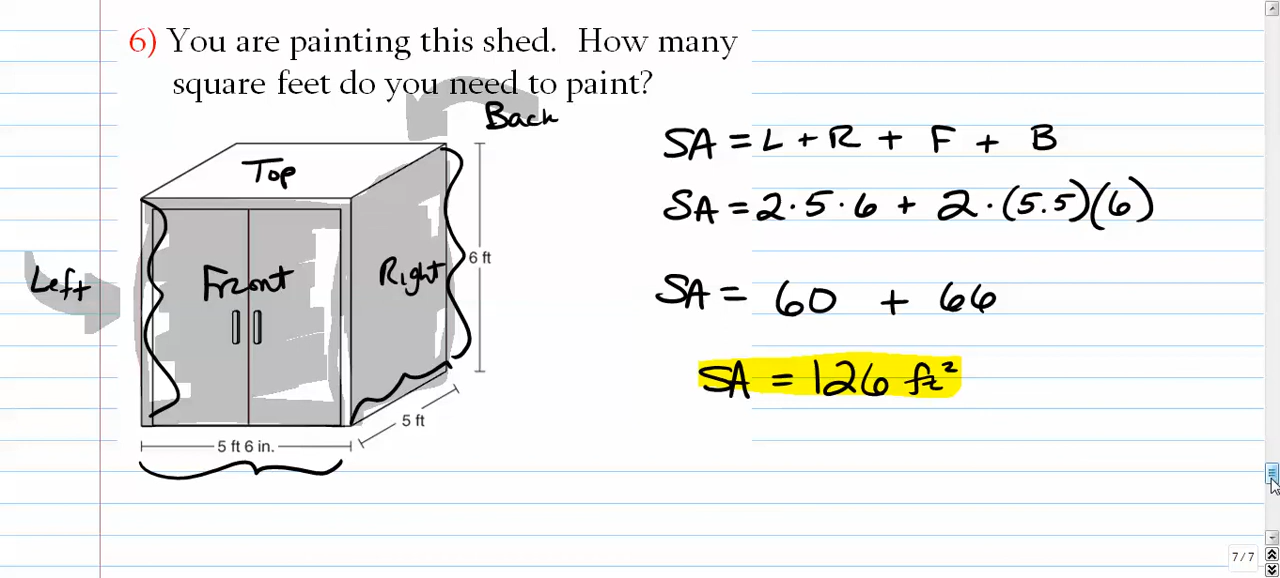 6) You are painting this shed. How many
square feet do you need to paint?
Back
Top
Left
Front
Right
6 ft
5 ft
5 ft 6 in.
SA = L + R + F + B
SA = 2 · 5 · 6 + 2 · (5.5)(6)
SA = 60 + 66
SA = 126 ft²
7 / 7